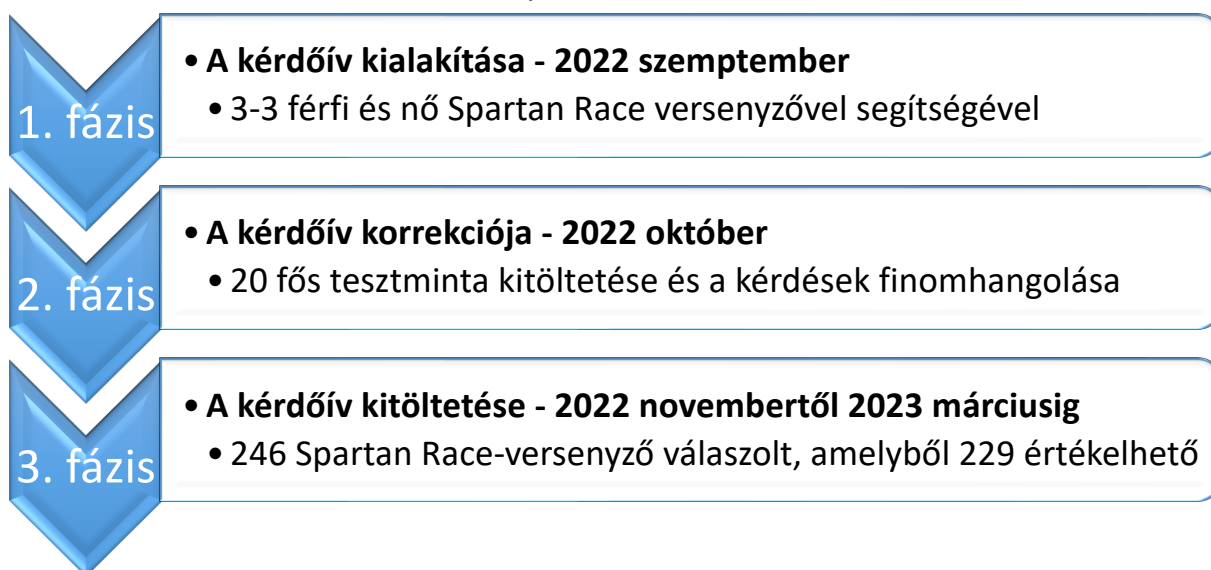 1. fázis
• A kérdőív kialakítása - 2022 szemptember
• 3-3 férfi és nő Spartan Race versenyzővel segítségével
2. fázis
• A kérdőív korrekciója - 2022 október
• 20 fős tesztminta kitöltetése és a kérdések finomhangolása
3. fázis
• A kérdőív kitöltetése - 2022 novembertől 2023 márciusig
• 246 Spartan Race-versenyző válaszolt, amelyből 229 értékelhető